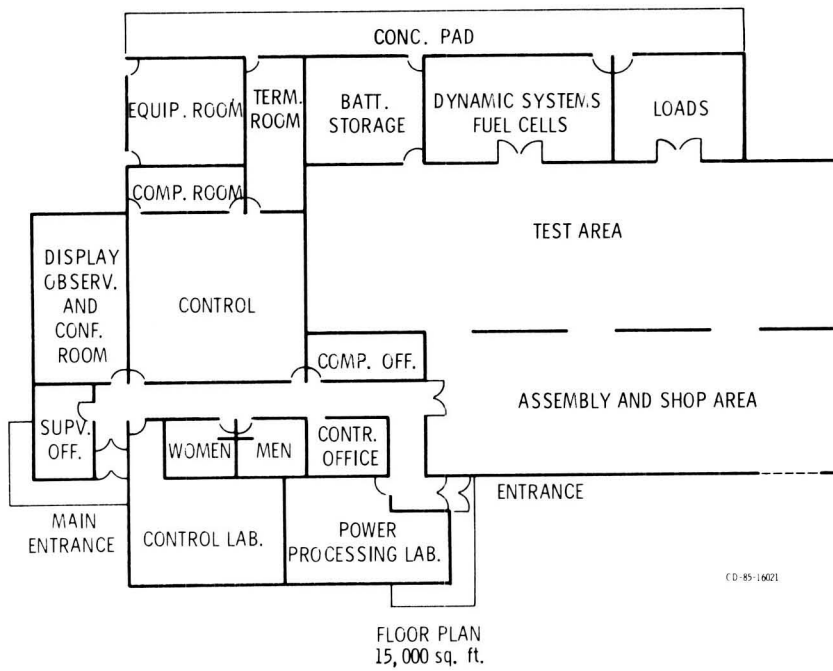 CONC. PAD
EQUIP. ROOM
TERM.
ROOM
BATT.
STORAGE
DYNAMIC SYSTEMS
FUEL CELLS
LOADS
COMP. ROOM
TEST AREA
DISPLAY
OBSERV.
AND
CONF.
ROOM
CONTROL
COMP. OFF.
ASSEMBLY AND SHOP AREA
SUPV.
OFF.
WOMEN
MEN
CONTR.
OFFICE
ENTRANCE
MAIN
ENTRANCE
CONTROL LAB.
POWER
PROCESSING LAB.
CD-85-16021
FLOOR PLAN
15,000 sq. ft.